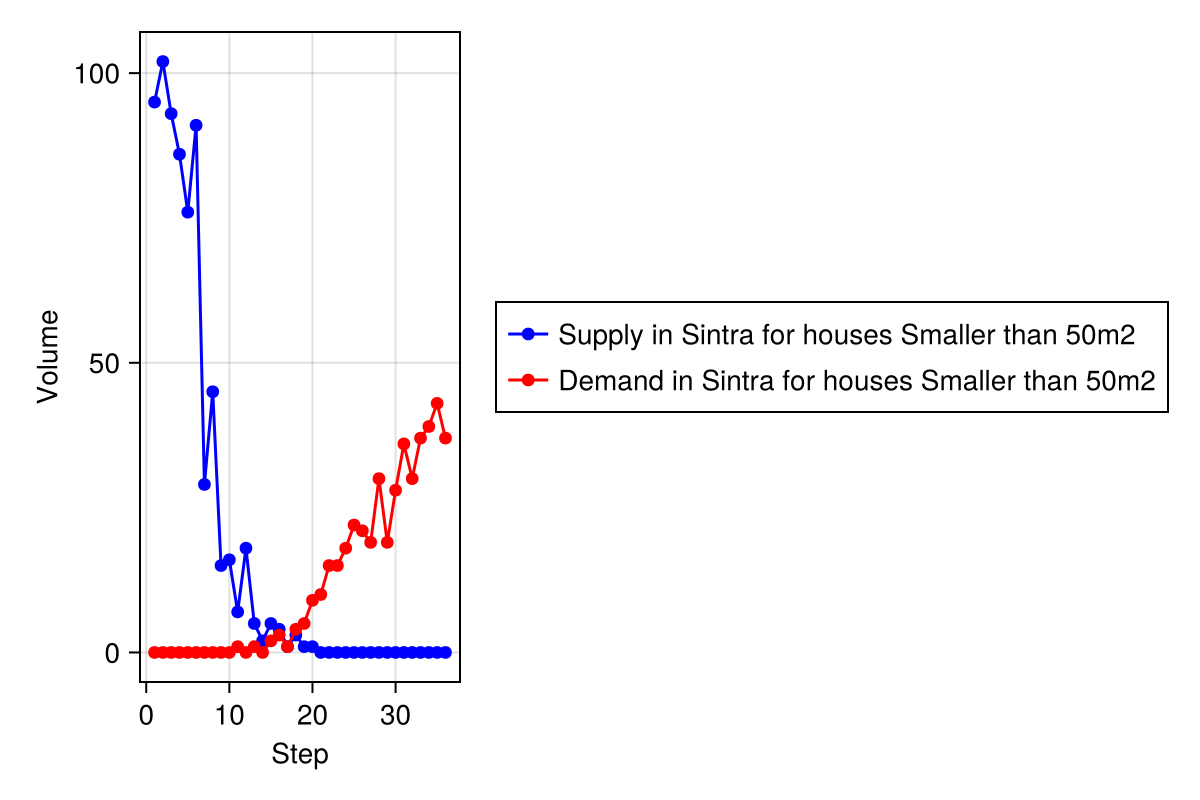 100
50
0
Volume
0 10 20 30
Step
Supply in Sintra for houses Smaller than 50m2
Demand in Sintra for houses Smaller than 50m2